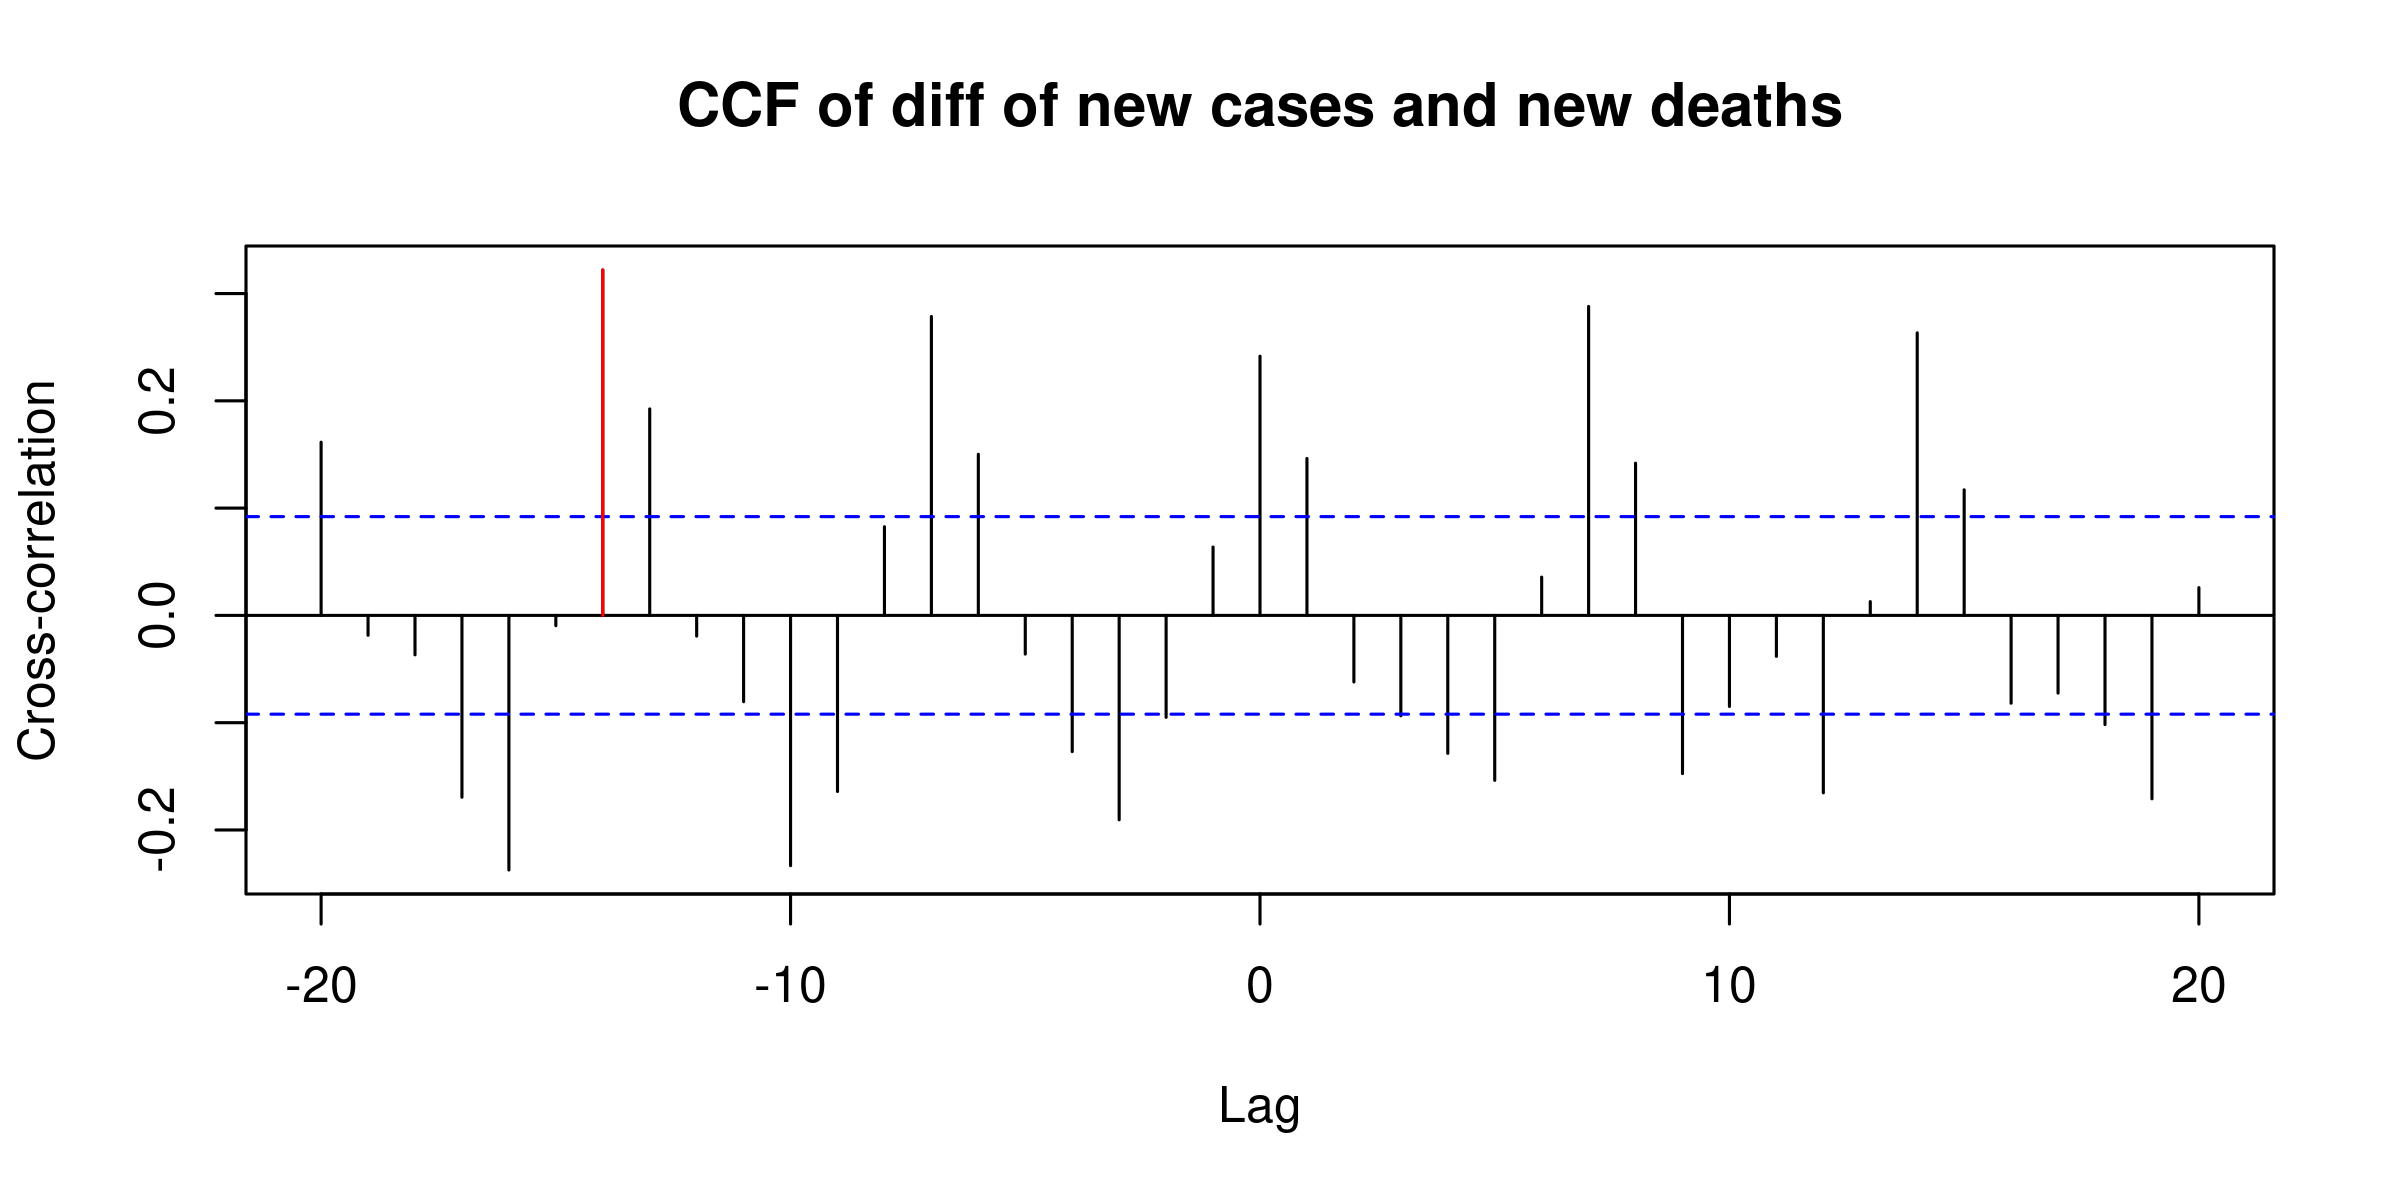 CCF of diff of new cases and new deaths
Cross-correlation
0.2
0.0
-0.2
-20 -10 0 10 20
Lag